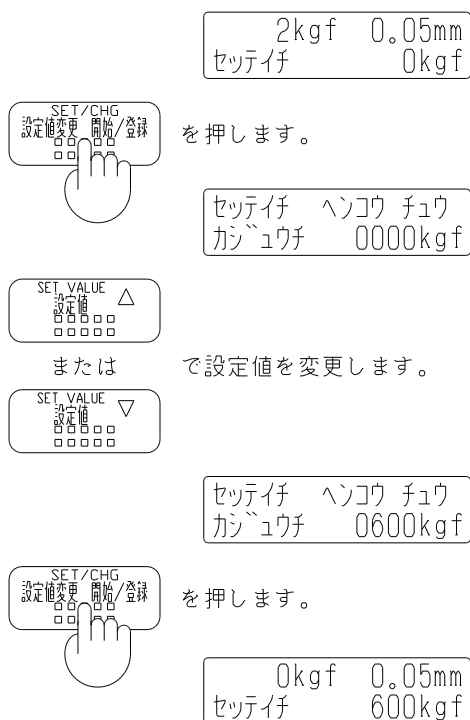 2kgf 0.05mm
セッテイチ 0kgf
SET/CHG
設定値変更 開始/登録
を押します。
セッテイチ ヘンコウ チュウ
カジュウチ 0000kgf
SET VALUE
設定値 △
または で設定値を変更します。
SET VALUE
設定値 ▽
セッテイチ ヘンコウ チュウ
カジュウチ 0600kgf
SET/CHG
設定値変更 開始/登録
を押します。
0kgf 0.05mm
セッテイチ 600kgf